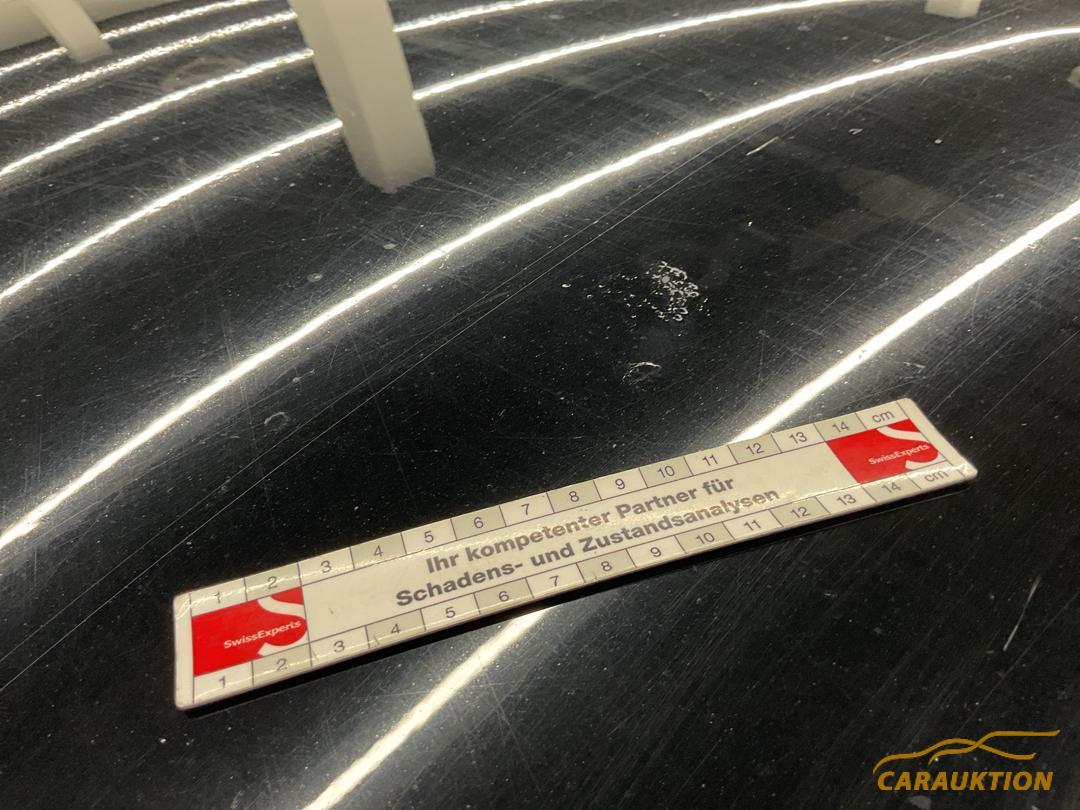 1 2 3 4 5 6 7 8 9 10 11 12 13 14 cm
SwissExperts
Ihr kompetenter Partner für
Schadens- und Zustandsanalysen
SwissExperts
1 2 3 4 5 6 7 8 9 10 11 12 13 14 cm
CARAUKTION